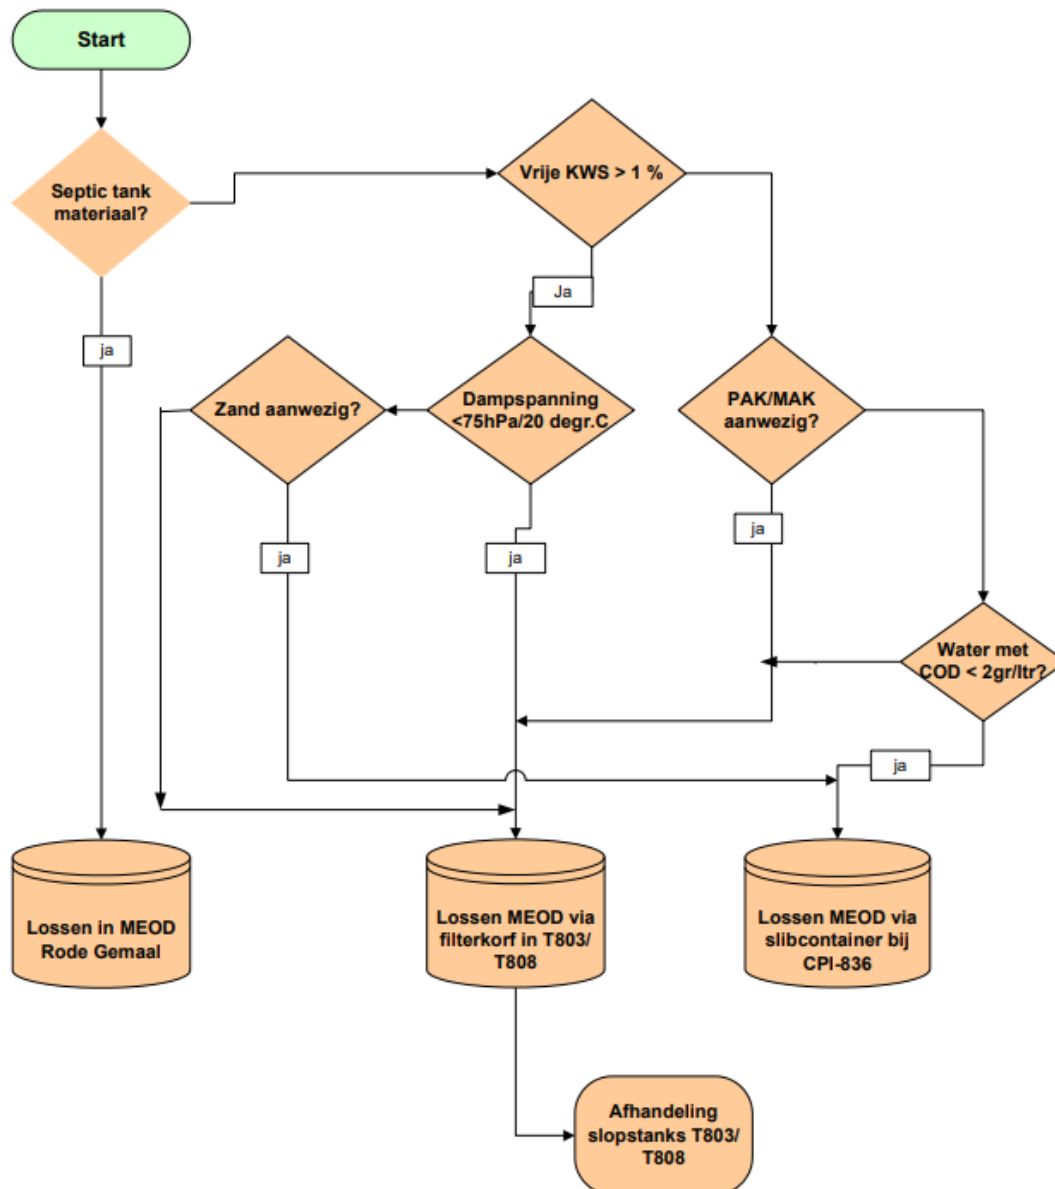 Start
Septic tank
materiaal?
Vrije KWS > 1 %
Ja
ja
Zand aanwezig?
Dampspanning
<75hPa/20 degr.C
PAK/MAK
aanwezig?
ja
ja
ja
Water met
COD < 2gr/ltr?
ja
Lossen in MEOD
Rode Gemaal
Lossen MEOD via
filterkorf in T803/
T808
Lossen MEOD via
slibcontainer bij
CPI-836
Afhandeling
slopstanks T803/
T808